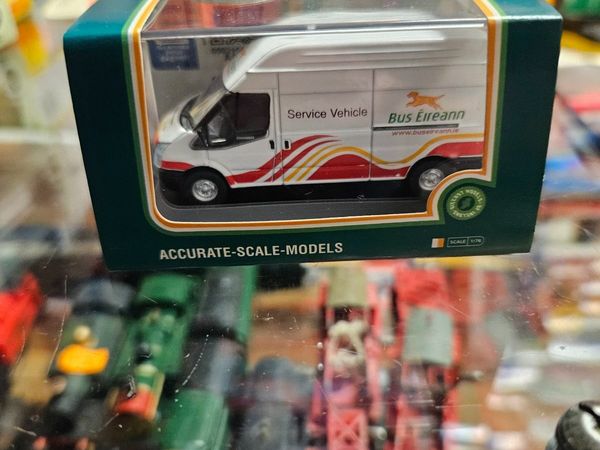 Service Vehicle
Bus Éireann
www.buseireann.ie
ACCURATE-SCALE-MODELS
SCALE 1/76